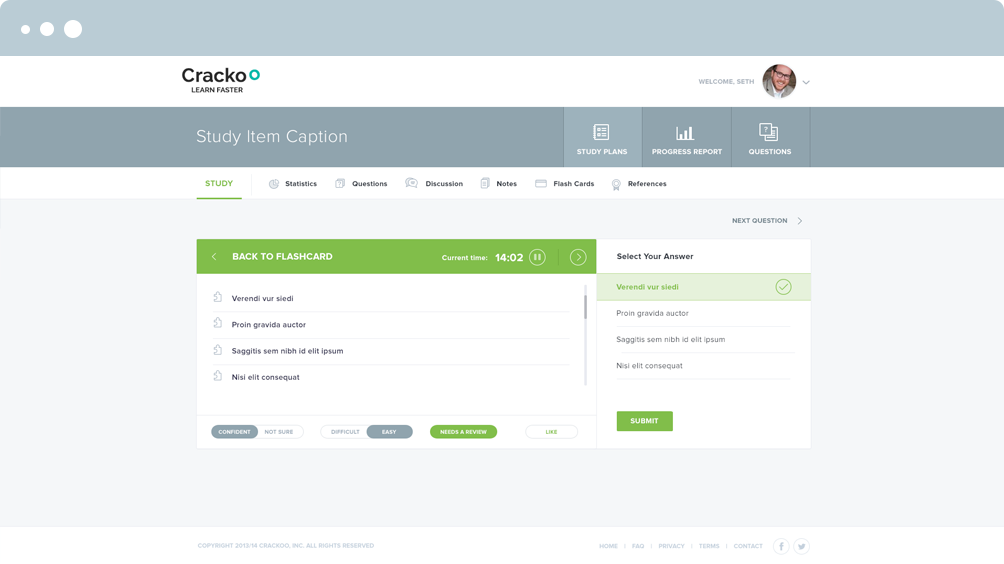 Cracko
LEARN FASTER
WELCOME, SETH
Study Item Caption
STUDY PLANS
PROGRESS REPORT
?
QUESTIONS
STUDY
Statistics
Questions
Discussion
Notes
Flash Cards
References
NEXT QUESTION
BACK TO FLASHCARD
Current time: 14:02
Verendi vur siedi
Proin gravida auctor
Saggitis sem nibh id elit ipsum
Nisi elit consequat
CONFIDENT NOT SURE
DIFFICULT EASY
NEEDS A REVIEW
LIKE
Select Your Answer
Verendi vur siedi
Proin gravida auctor
Saggitis sem nibh id elit ipsum
Nisi elit consequat
SUBMIT
COPYRIGHT 2013/14 CRACKDO, INC. ALL RIGHTS RESERVED
HOME | FAQ | PRIVACY | TERMS | CONTACT